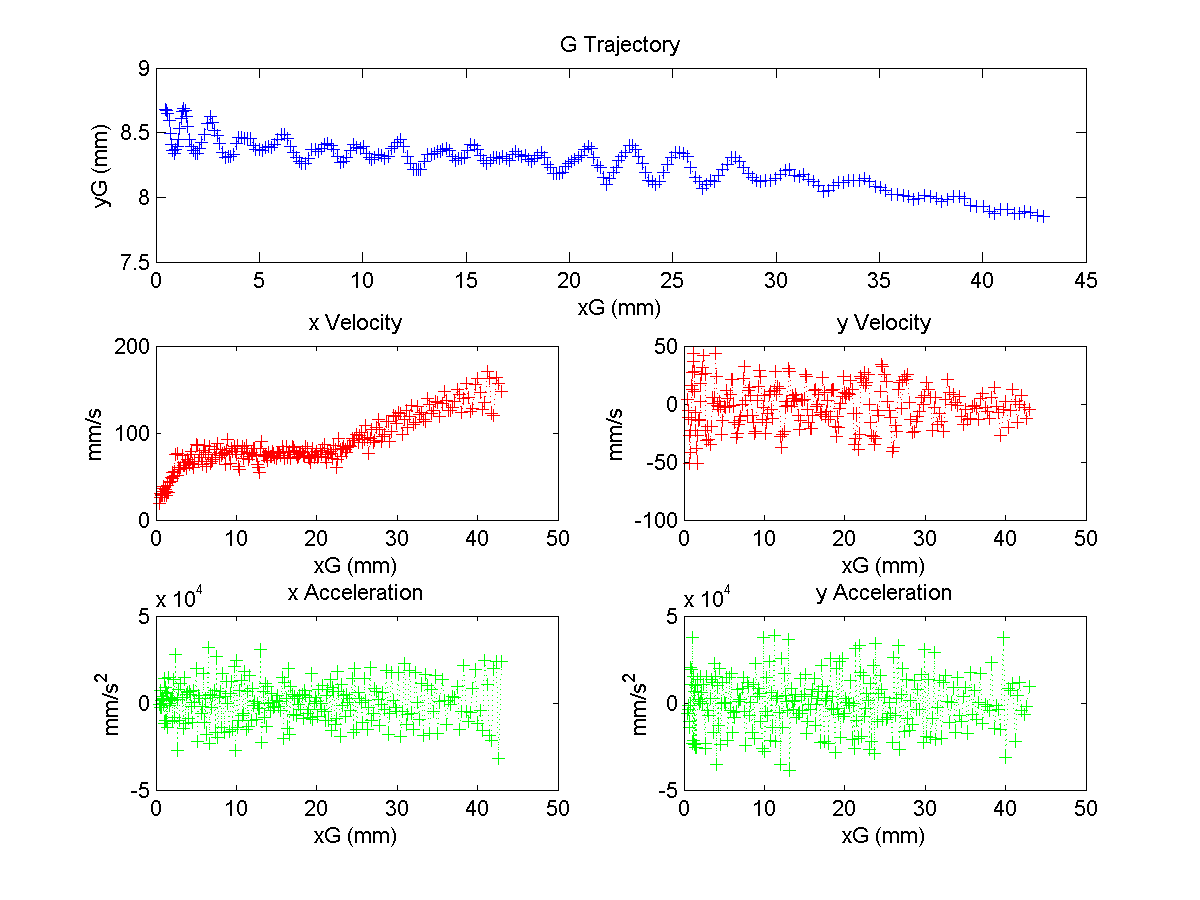 G Trajectory
9
8.5
8
7.5
yG (mm)
0 5 10 15 20 25 30 35 40 45
xG (mm)
x Velocity
200
100
0
mm/s
0 10 20 30 40 50
xG (mm)
y Velocity
50
0
-50
-100
mm/s
0 10 20 30 40 50
xG (mm)
x 10^4
x Acceleration
5
0
-5
mm/s^2
0 10 20 30 40 50
xG (mm)
x 10^4
y Acceleration
5
0
-5
mm/s^2
0 10 20 30 40 50
xG (mm)